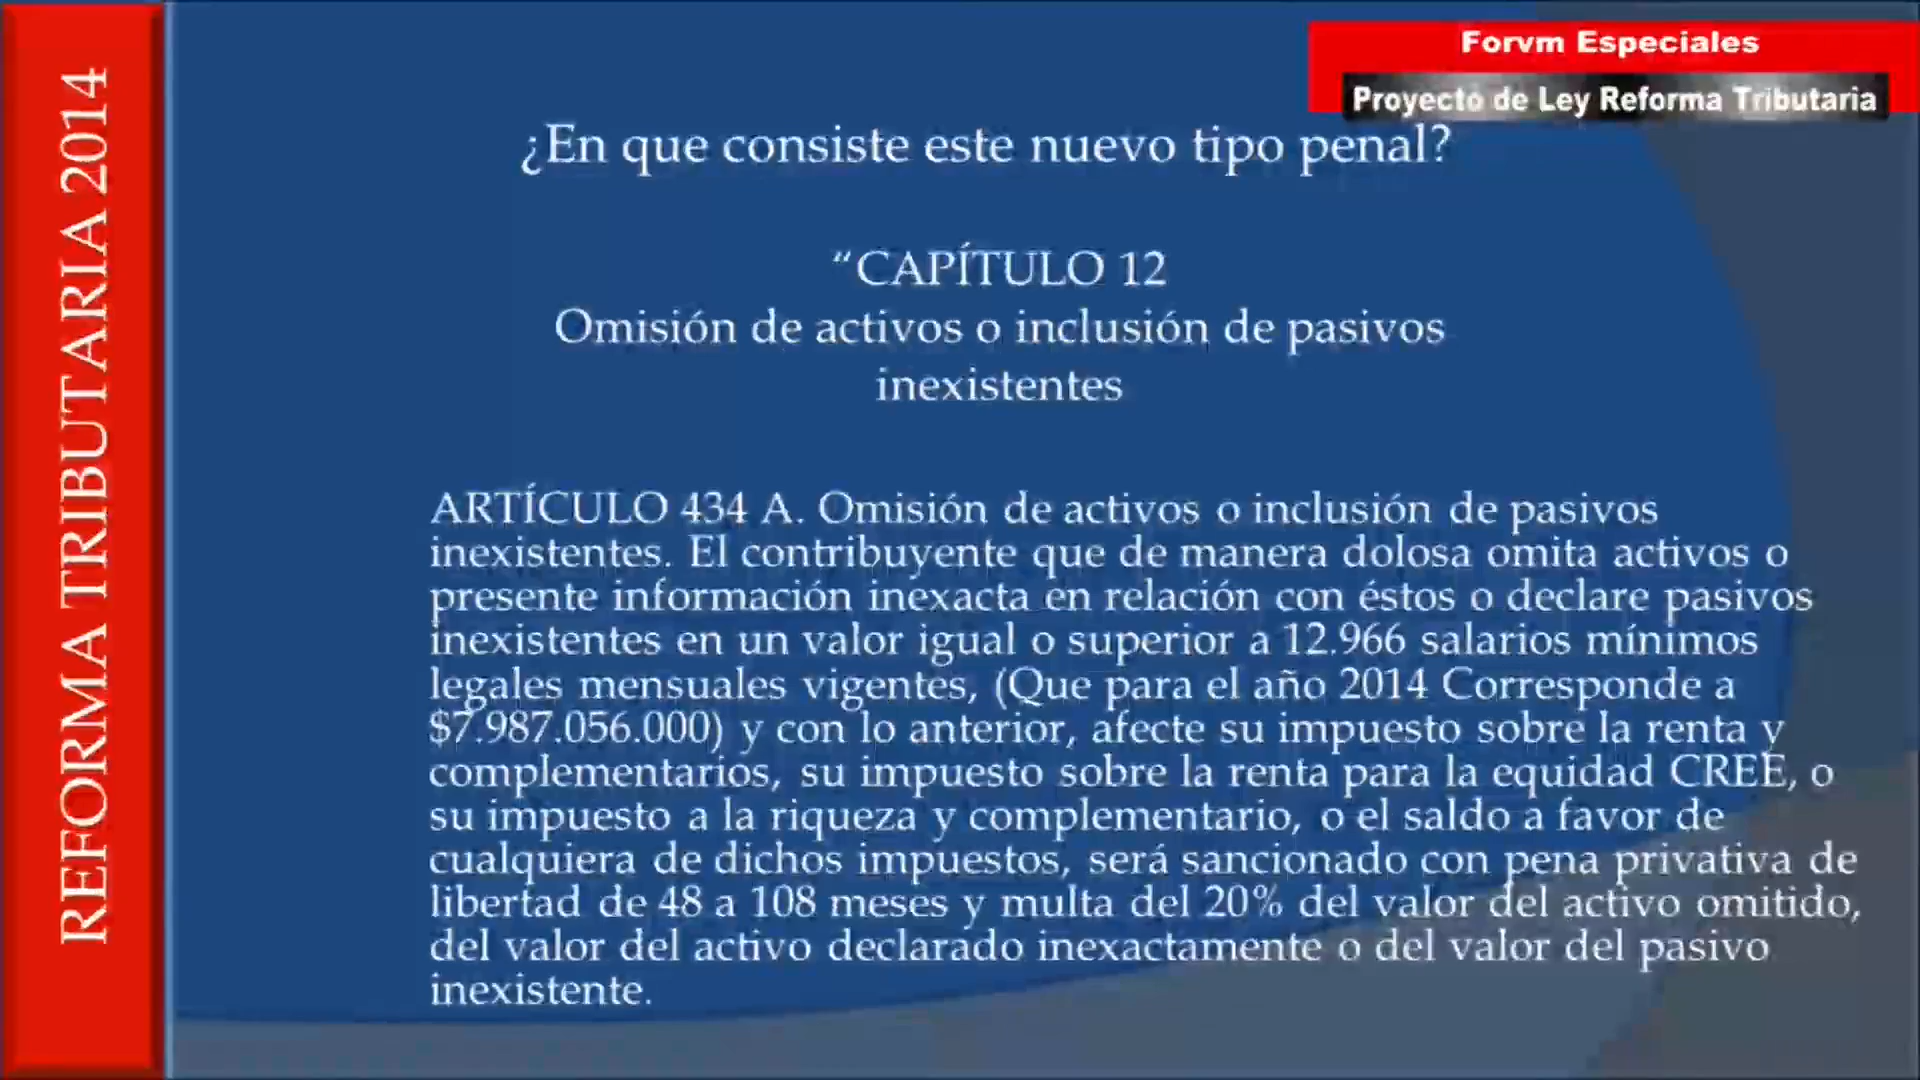 REFORMA TRIBUTARIA 2014
Forvm Especiales
Proyecto de Ley Reforma Tributaria
¿En que consiste este nuevo tipo penal?
“CAPÍTULO 12
Omisión de activos o inclusión de pasivos
inexistentes
ARTÍCULO 434 A. Omisión de activos o inclusión de pasivos
inexistentes. El contribuyente que de manera dolosa omita activos o
presente información inexacta en relación con éstos o declare pasivos
inexistentes en un valor igual o superior a 12.966 salarios mínimos
legales mensuales vigentes, (Que para el año 2014 Corresponde a
$7.987.056.000) y con lo anterior, afecte su impuesto sobre la renta y
complementarios, su impuesto sobre la renta para la equidad CREE, o
su impuesto a la riqueza y complementario, o el saldo a favor de
cualquiera de dichos impuestos, será sancionado con pena privativa de
libertad de 48 a 108 meses y multa del 20% del valor del activo omitido,
del valor del activo declarado inexactamente o del valor del pasivo
inexistente.